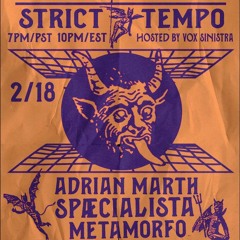 STRICT TEMPO
7PM/PST 10PM/EST HOSTED BY VOX SINISTRA
2/18
ADRIAN MARTH
SPÆCIALISTA
METAMORFO